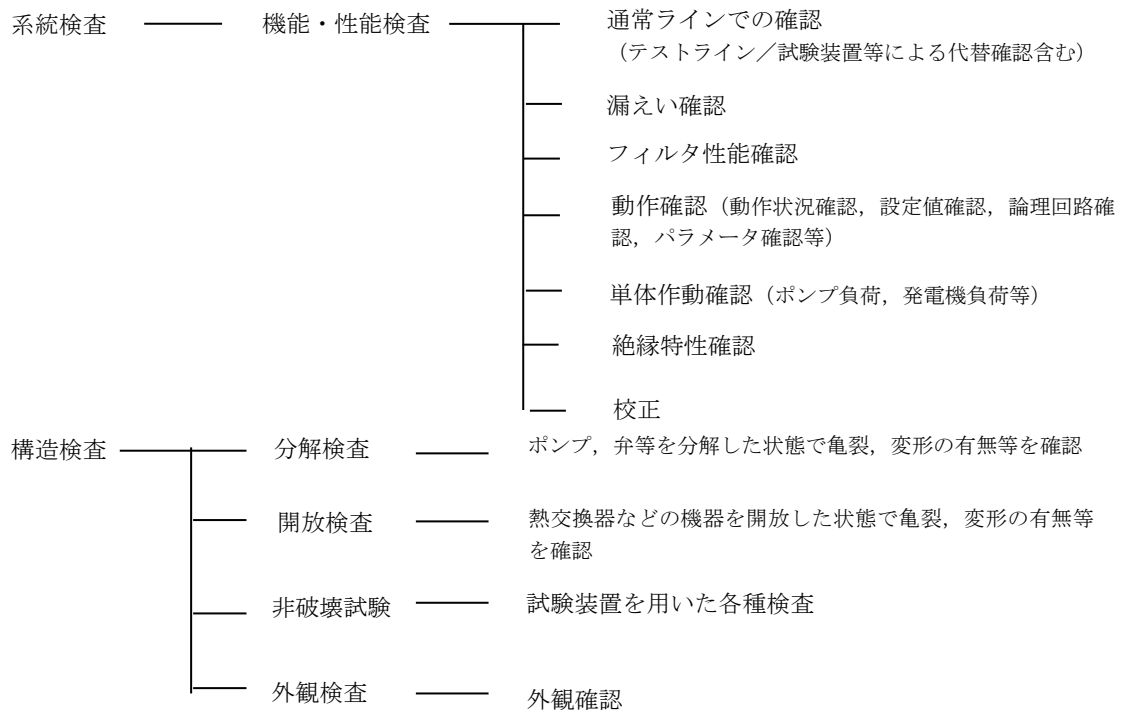 系統検査 機能・性能検査 通常ラインでの確認
（テストライン／試験装置等による代替確認含む）
漏えい確認
フィルタ性能確認
動作確認（動作状況確認，設定値確認，論理回路確
認，パラメータ確認等）
単体作動確認（ポンプ負荷，発電機負荷等）
絶縁特性確認
校正
構造検査 分解検査 ポンプ，弁等を分解した状態で亀裂，変形の有無等を確認
開放検査 熱交換器などの機器を開放した状態で亀裂，変形の有無等
を確認
非破壊試験 試験装置を用いた各種検査
外観検査 外観確認